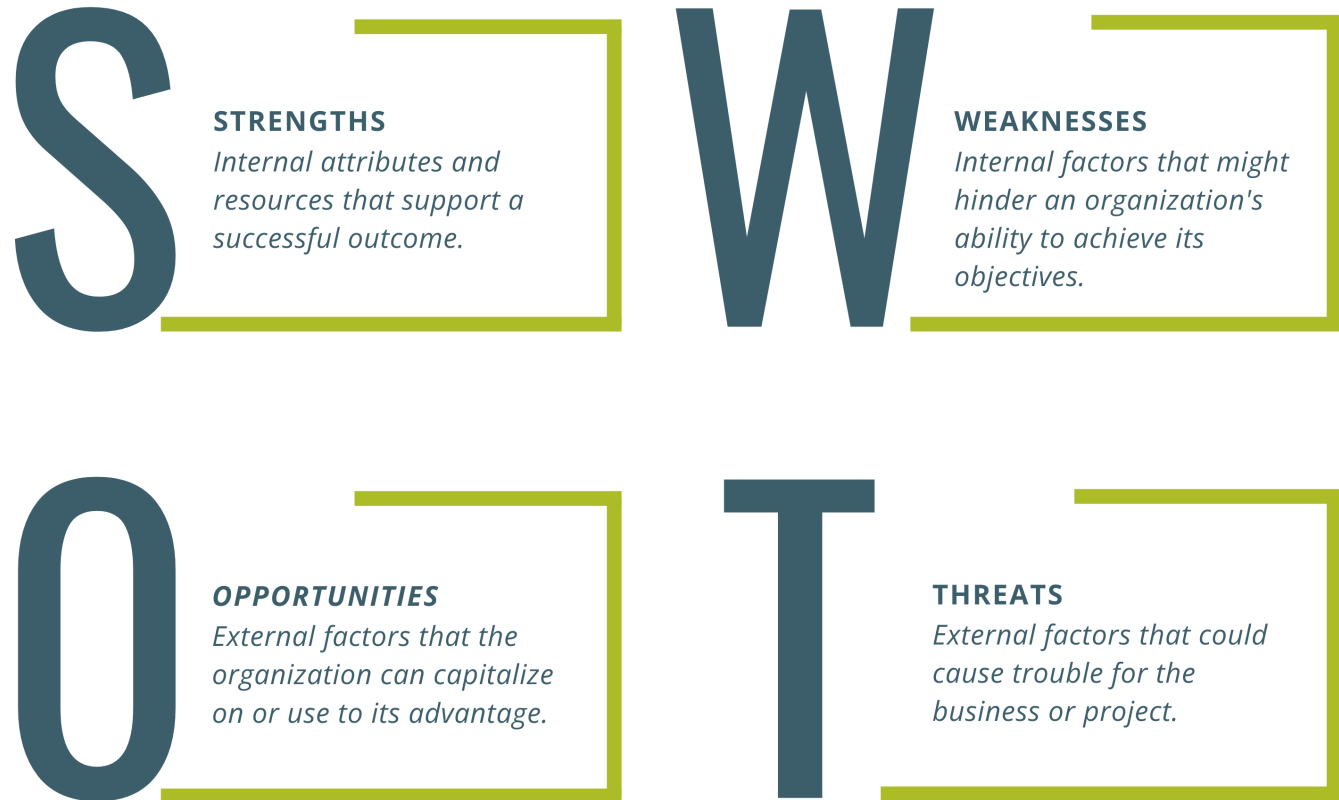 S
STRENGTHS
Internal attributes and
resources that support a
successful outcome.
W
WEAKNESSES
Internal factors that might
hinder an organization's
ability to achieve its
objectives.
O
OPPORTUNITIES
External factors that the
organization can capitalize
on or use to its advantage.
T
THREATS
External factors that could
cause trouble for the
business or project.